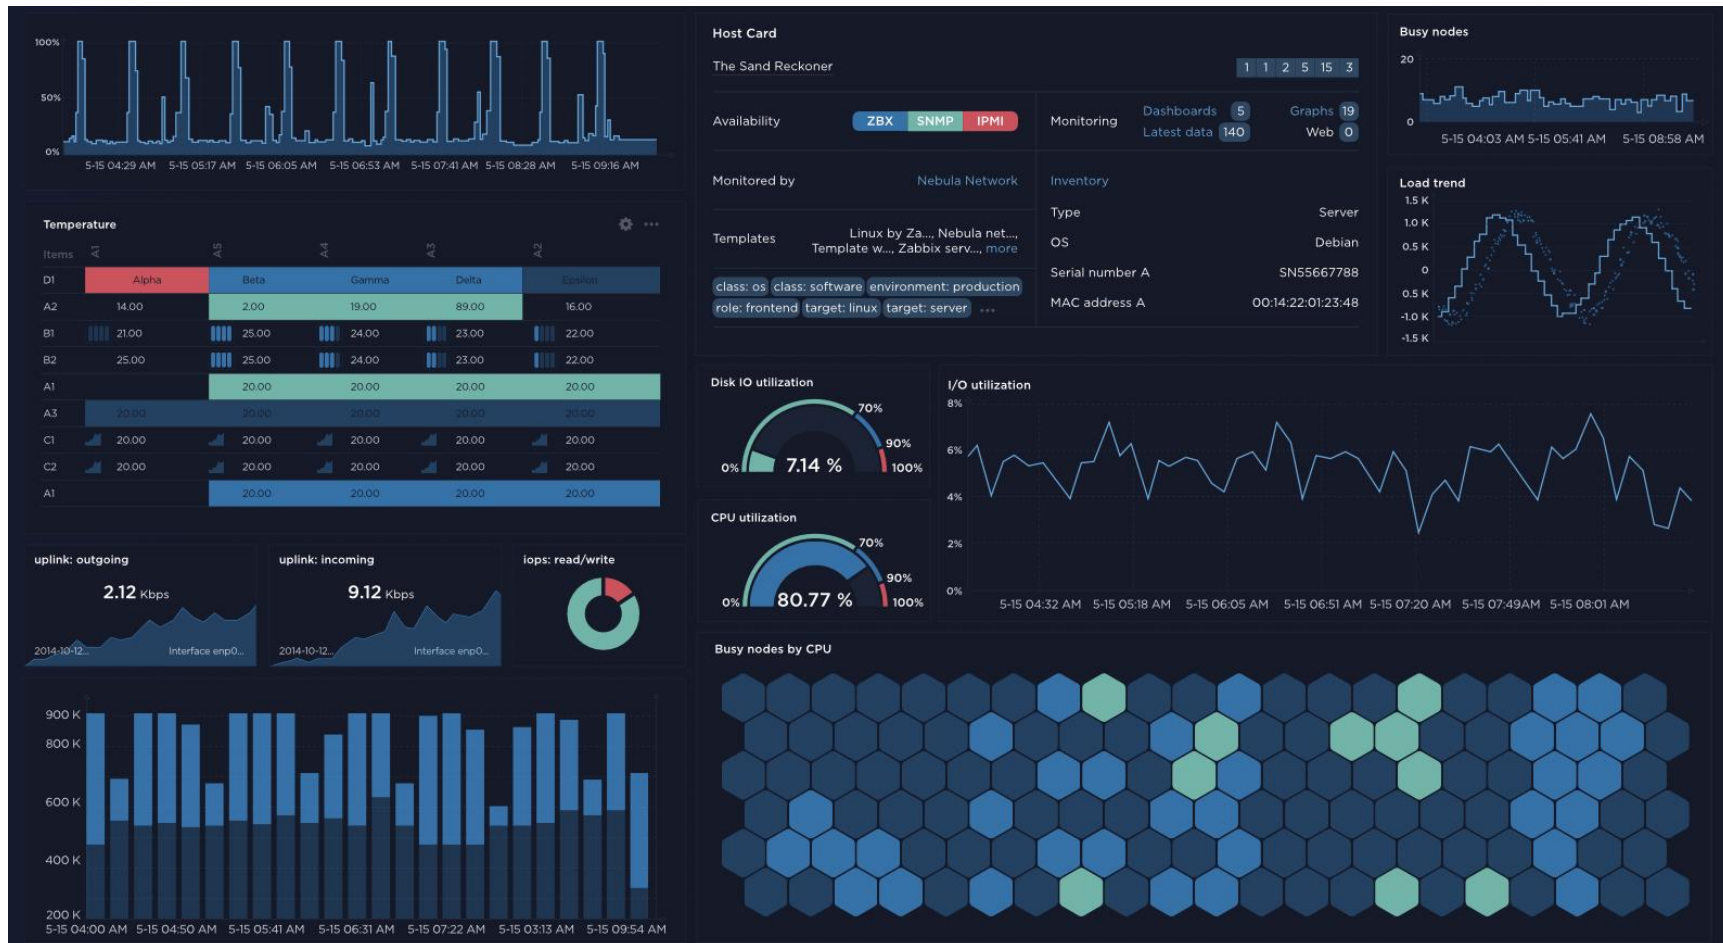 100%
50%
0%
5-15 04:29 AM 5-15 05:17 AM 5-15 06:05 AM 5-15 06:53 AM 5-15 07:41 AM 5-15 08:28 AM 5-15 09:16 AM
Temperature
Items A1 A5 A4 A3 A2
D1 Alpha Beta Gamma Delta Epsilon
A2 14.00 2.00 19.00 89.00 16.00
B1 21.00 25.00 24.00 23.00 22.00
B2 25.00 25.00 24.00 23.00 22.00
A1 20.00 20.00 20.00 20.00
A3 20.00 20.00 20.00 20.00 20.00
C1 20.00 20.00 20.00 20.00 20.00
C2 20.00 20.00 20.00 20.00 20.00
A1 20.00 20.00 20.00 20.00
uplink: outgoing
2.12 Kbps
2014-10-12... Interface enp0...
uplink: incoming
9.12 Kbps
2014-10-12... Interface enp0...
iops: read/write
900 K
800 K
600 K
400 K
200 K
5-15 04:00 AM 5-15 04:50 AM 5-15 05:41 AM 5-15 06:31 AM 5-15 07:22 AM 5-15 03:13 AM 5-15 09:54 AM
Host Card
The Sand Reckoner 1 1 2 5 15 3
Availability ZBX SNMP IPMI
Monitoring Dashboards 5 Graphs 19
Latest data 140 Web 0
Monitored by Nebula Network
Templates Linux by Za..., Nebula net...,
Template w..., Zabbix serv..., more
class: os class: software environment: production
role: frontend target: linux target: server ...
Inventory
Type Server
OS Debian
Serial number A SN55667788
MAC address A 00:14:22:01:23:48
Busy nodes
20
0
5-15 04:03 AM 5-15 05:41 AM 5-15 08:58 AM
Load trend
1.5 K
1.0 K
0.5 K
0
0.5 K
-1.0 K
-1.5 K
Disk IO utilization
70%
90%
0% 7.14 % 100%
CPU utilization
70%
90%
0% 80.77 % 100%
I/O utilization
8%
6%
4%
2%
0%
5-15 04:32 AM 5-15 05:18 AM 5-15 06:05 AM 5-15 06:51 AM 5-15 07:20 AM 5-15 07:49AM 5-15 08:01 AM
Busy nodes by CPU